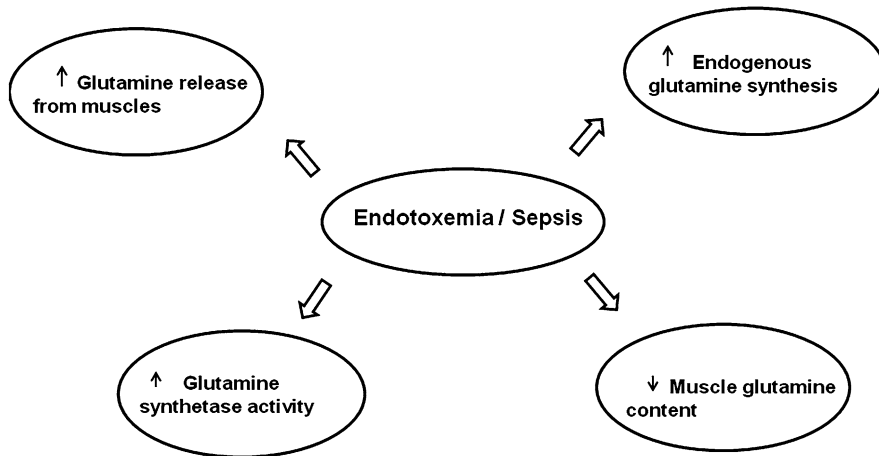 ↑ Glutamine release
from muscles
↑ Endogenous
glutamine synthesis
Endotoxemia / Sepsis
↑ Glutamine
synthetase activity
↓ Muscle glutamine
content